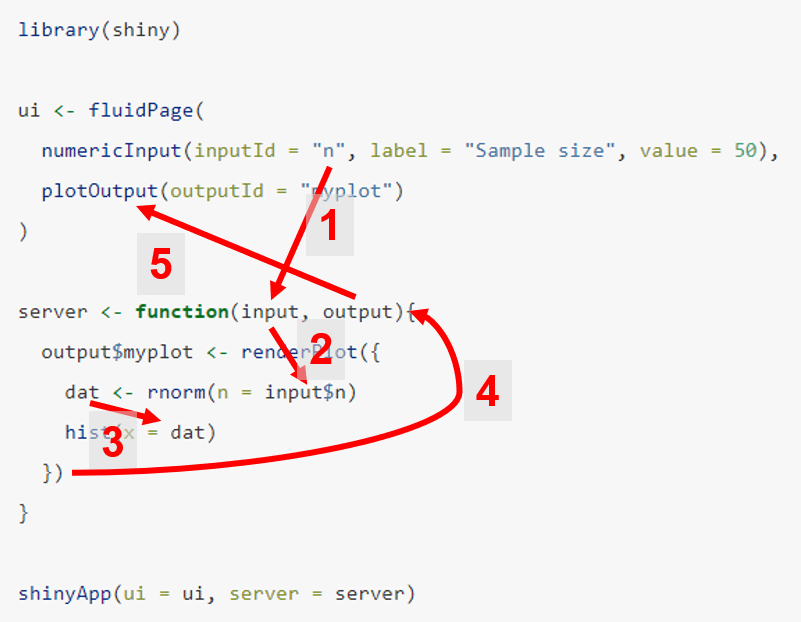 library(shiny)
ui <- fluidPage(
numericInput(inputId = "n", label = "Sample size", value = 50),
plotOutput(outputId = "myplot")
)
1
5
server <- function(input, output){
output$myplot <- renderPlot({
2
dat <- rnorm(n = input$n)
4
hist(x = dat)
3
})
}
shinyApp(ui = ui, server = server)